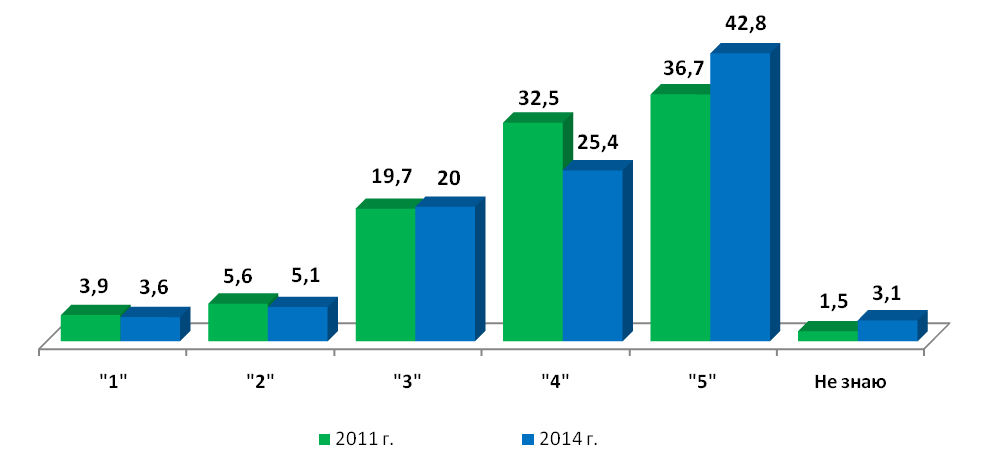 42,8
36,7
32,5
25,4
19,7 20
3,9 3,6 5,6 5,1 1,5 3,1
"1" "2" "3" "4" "5" Не знаю
2011 г. 2014 г.